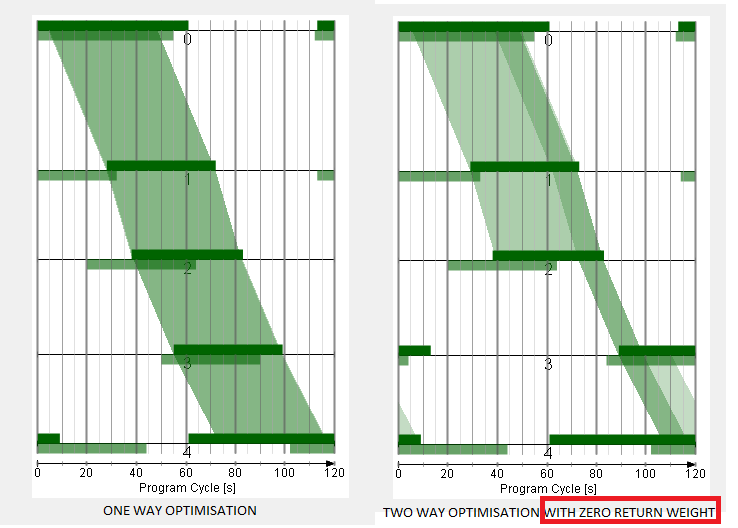 0
1
2
3
4
0 20 40 60 80 100 120
Program Cycle [s]
ONE WAY OPTIMISATION
0
1
2
3
4
0 20 40 60 80 100 120
Program Cycle [s]
TWO WAY OPTIMISATION WITH ZERO RETURN WEIGHT